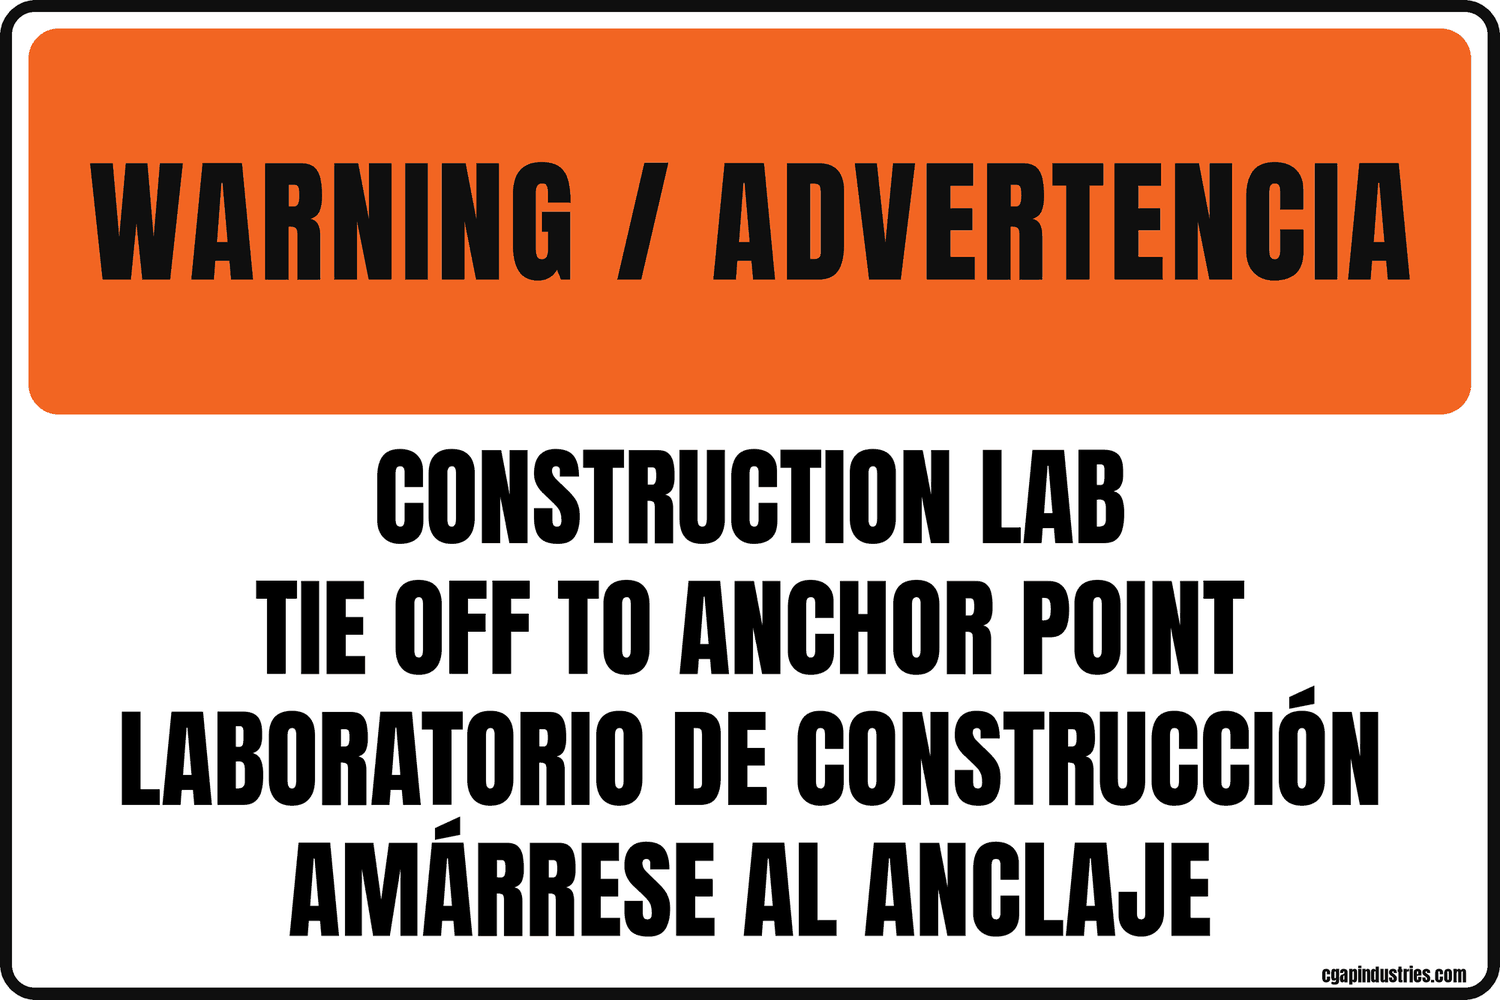 WARNING / ADVERTENCIA
CONSTRUCTION LAB
TIE OFF TO ANCHOR POINT
LABORATORIO DE CONSTRUCCIÓN
AMÁRRESE AL ANCLAJE
cgapindustries.com